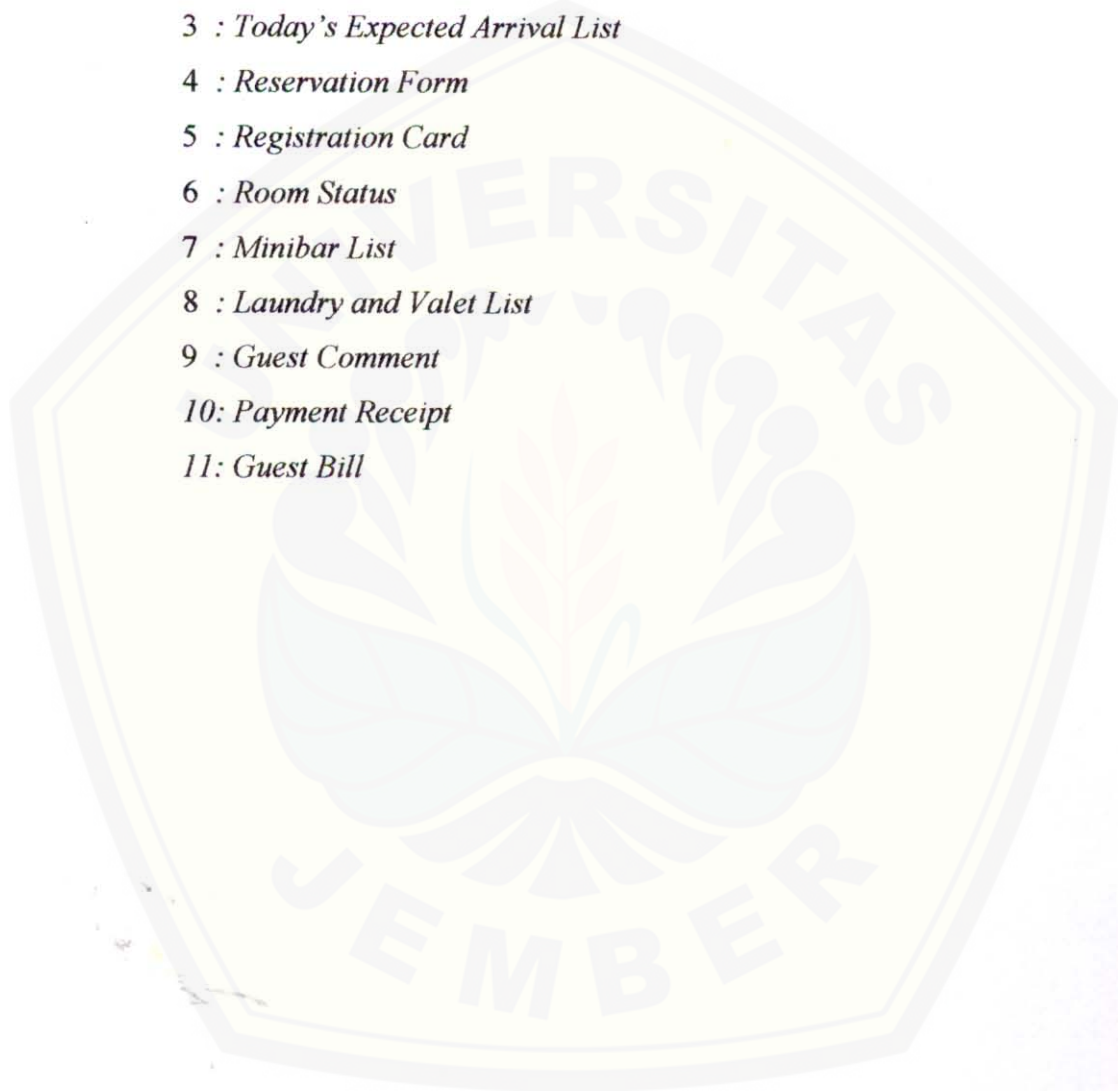 3 : Today's Expected Arrival List
4 : Reservation Form
5 : Registration Card
6 : Room Status
7 : Minibar List
8 : Laundry and Valet List
9 : Guest Comment
10: Payment Receipt
11: Guest Bill
UNIVERSITAS
JEMBER